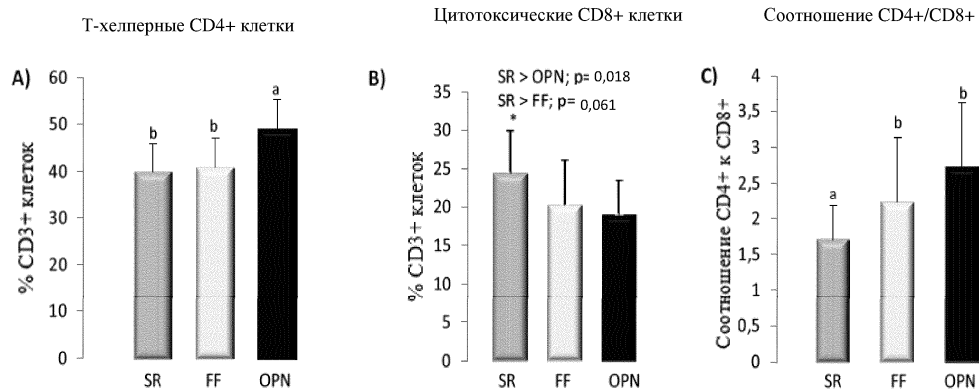 Т-хелперные CD4+ клетки
Цитотоксические CD8+ клетки
Соотношение CD4+/CD8+
A)
% CD3+ клеток
60
50
40
30
20
10
0
b
b
a
SR FF OPN
B)
SR > OPN; p= 0,018
SR > FF; p= 0,061
% CD3+ клеток
35
30
25
20
15
10
5
0
*
SR FF OPN
C)
Соотношение CD4+ к CD8+
4
3,5
3
2,5
2
1,5
1
0,5
0
a
b
b
SR FF OPN